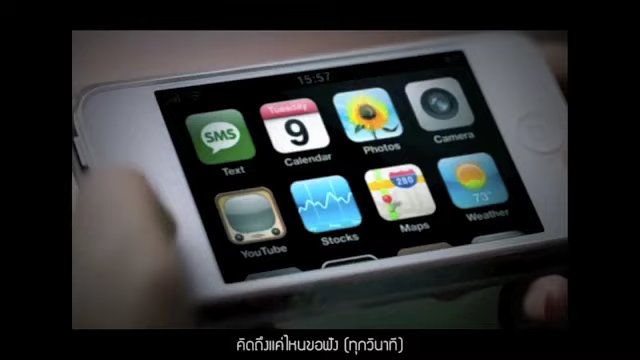 15:57
SMS
Tuesday
9
280
73°
Text
Calendar
Photos
Camera
YouTube
Stocks
Maps
Weather
คิดถึงแค่ไหนขอฟัง (ทุกวินาที)